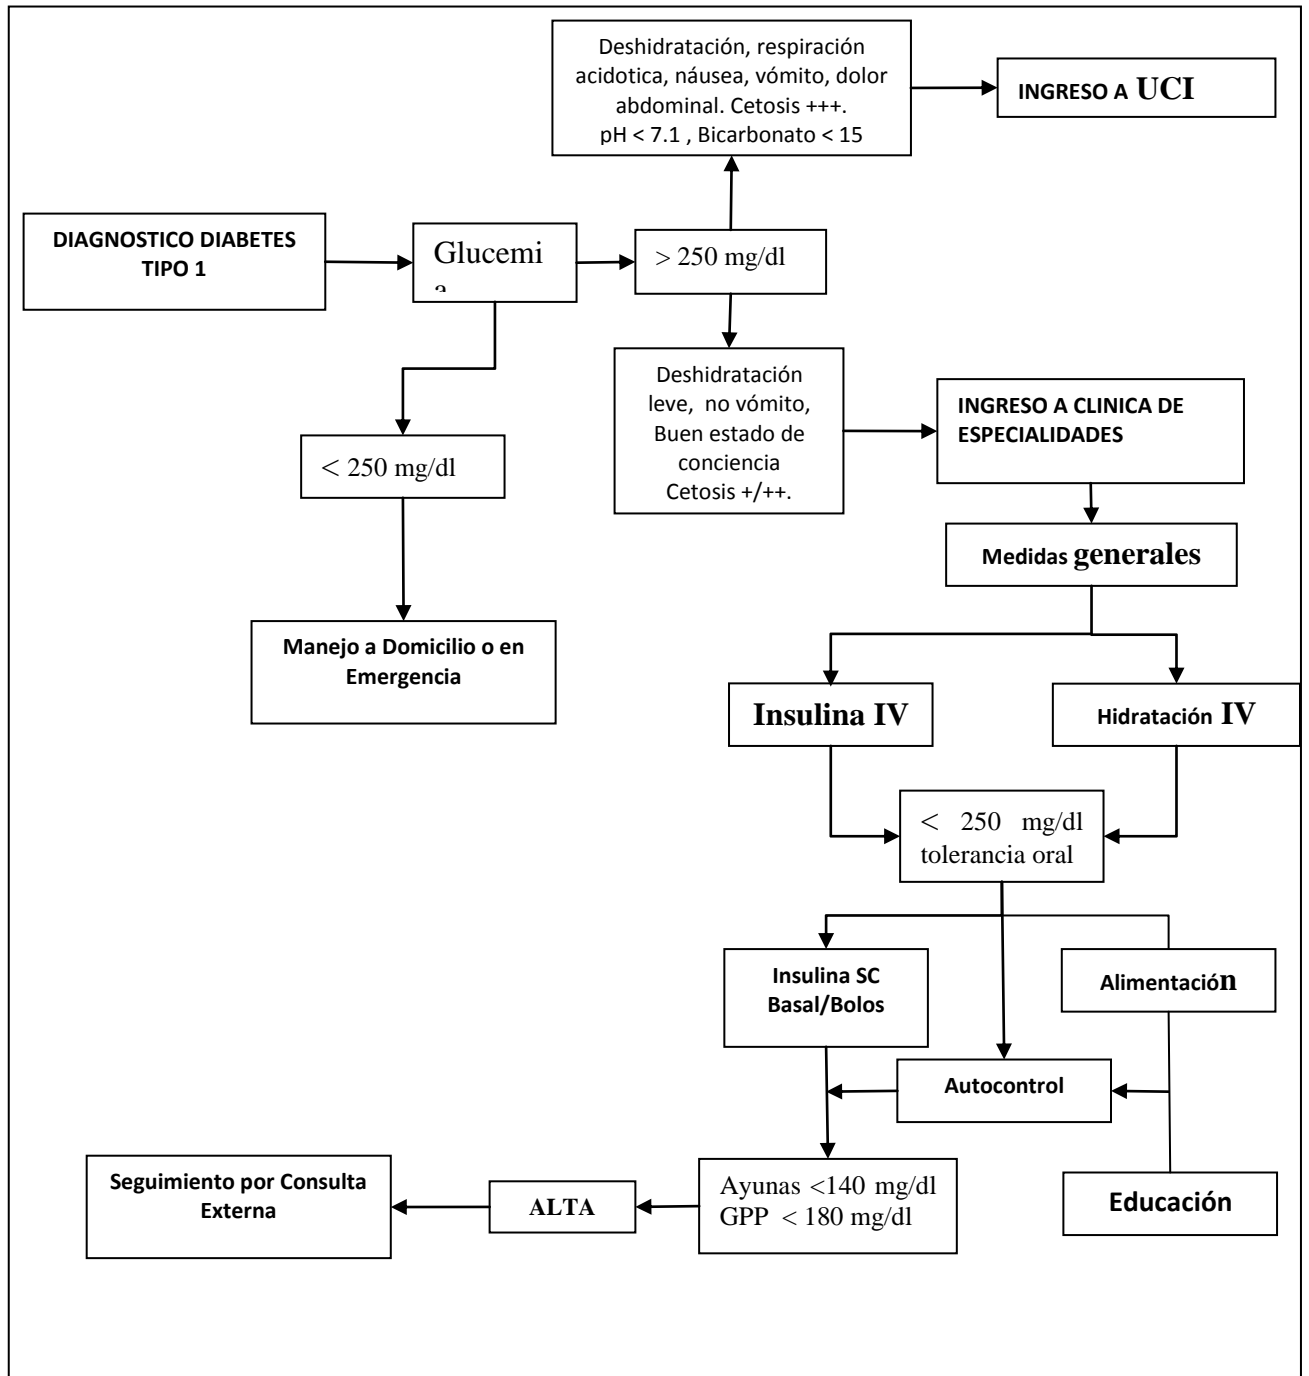 Deshidratación, respiración
acidotica, náusea, vómito, dolor
abdominal. Cetosis +++.
pH < 7.1 , Bicarbonato < 15
INGRESO A UCI
DIAGNOSTICO DIABETES
TIPO 1
Glucemi
a
> 250 mg/dl
Deshidratación
leve, no vómito,
Buen estado de
conciencia
Cetosis +/++.
INGRESO A CLINICA DE
ESPECIALIDADES
< 250 mg/dl
Medidas generales
Manejo a Domicilio o en
Emergencia
Insulina IV
Hidratación IV
< 250 mg/dl
tolerancia oral
Insulina SC
Basal/Bolos
Alimentación
Autocontrol
Seguimiento por Consulta
Externa
ALTA
Ayunas <140 mg/dl
GPP < 180 mg/dl
Educación